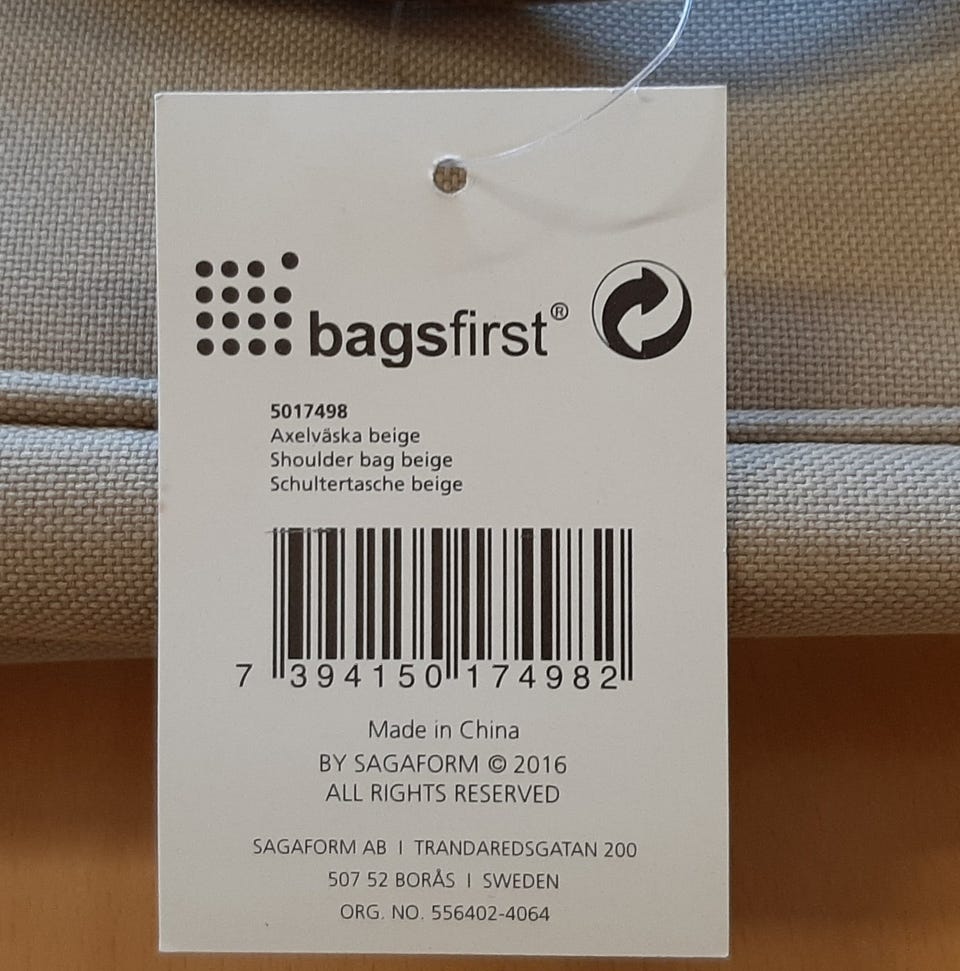 bagsfirst®
5017498
Axelväska beige
Shoulder bag beige
Schultertasche beige
7 394150 174982
Made in China
BY SAGAFORM © 2016
ALL RIGHTS RESERVED
SAGAFORM AB I TRANDAREDSGATAN 200
507 52 BORÅS I SWEDEN
ORG. NO. 556402-4064